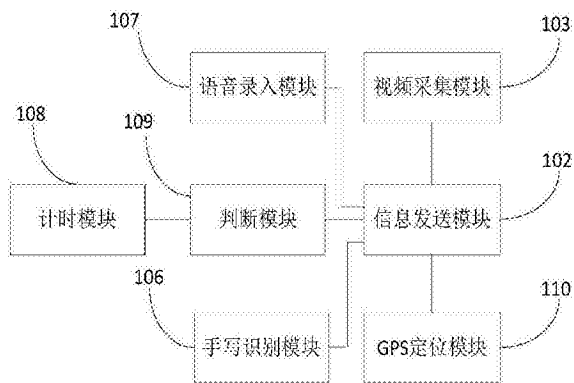 107
103
语音录入模块
视频采集模块
108
109
102
计时模块
判断模块
信息发送模块
106
110
手写识别模块
GPS定位模块